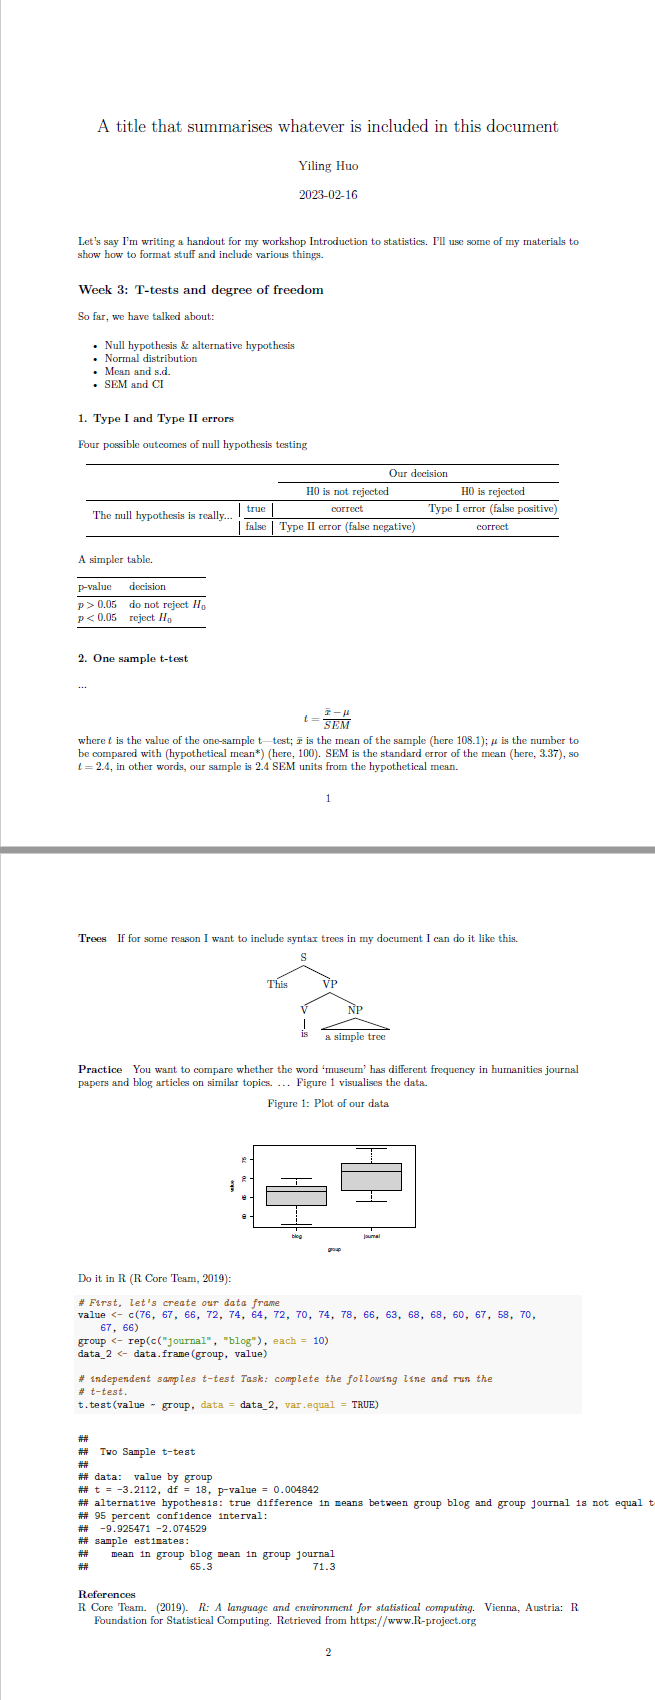 A title that summarises whatever is included in this document
Yiling Huo
2023-02-16
Let's say I'm writing a handout for my workshop Introduction to statistics. I'll use some of my materials to
show how to format stuff and include various things.
Week 3: T-tests and degree of freedom
So far, we have talked about:
• Null hypothesis & alternative hypothesis
• Normal distribution
• Mean and s.d.
• SEM and CI
1. Type I and Type II errors
Four possible outcomes of null hypothesis testing
Our decision
H0 is not rejected H0 is rejected
The null hypothesis is really... true correct Type I error (false positive)
false Type II error (false negative) correct
A simpler table.
p-value decision
p > 0.05 do not reject H₀
p < 0.05 reject H₀
2. One sample t-test
...
t = (x̄ − μ) / SEM
where t is the value of the one-sample t—test; x̄ is the mean of the sample (here 108.1); μ is the number to
be compared with (hypothetical mean*) (here, 100). SEM is the standard error of the mean (here, 3.37), so
t = 2.4, in other words, our sample is 2.4 SEM units from the hypothetical mean.
1
Trees If for some reason I want to include syntax trees in my document I can do it like this.
S
This VP
V NP
is a simple tree
Practice You want to compare whether the word 'museum' has different frequency in humanities journal
papers and blog articles on similar topics. ... Figure 1 visualises the data.
Figure 1: Plot of our data
value
75
70
65
60
blog journal
group
Do it in R (R Core Team, 2019):
# First, let's create our data frame
value <- c(76, 67, 66, 72, 74, 64, 72, 70, 74, 78, 66, 63, 68, 68, 60, 67, 58, 70,
67, 66)
group <- rep(c("journal", "blog"), each = 10)
data_2 <- data.frame(group, value)
# independent samples t-test Task: complete the following line and run the
# t-test.
t.test(value ~ group, data = data_2, var.equal = TRUE)
##
## Two Sample t-test
##
## data: value by group
## t = -3.2112, df = 18, p-value = 0.004842
## alternative hypothesis: true difference in means between group blog and group journal is not equal t
## 95 percent confidence interval:
## -9.925471 -2.074529
## sample estimates:
## mean in group blog mean in group journal
## 65.3 71.3
References
R Core Team. (2019). R: A language and environment for statistical computing. Vienna, Austria: R
Foundation for Statistical Computing. Retrieved from https://www.R-project.org
2